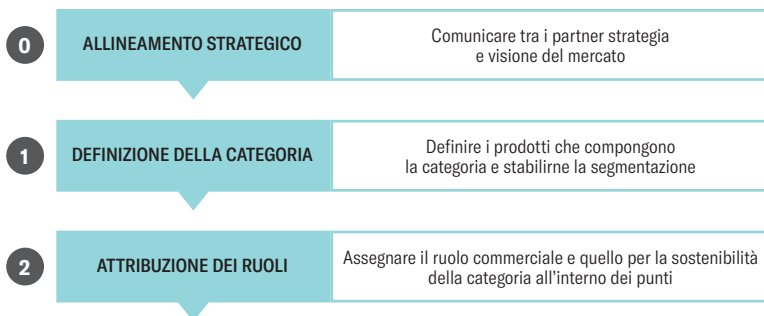 0
ALLINEAMENTO STRATEGICO
Comunicare tra i partner strategia
e visione del mercato
1
DEFINIZIONE DELLA CATEGORIA
Definire i prodotti che compongono
la categoria e stabilirne la segmentazione
2
ATTRIBUZIONE DEI RUOLI
Assegnare il ruolo commerciale e quello per la sostenibilità
della categoria all'interno dei punti